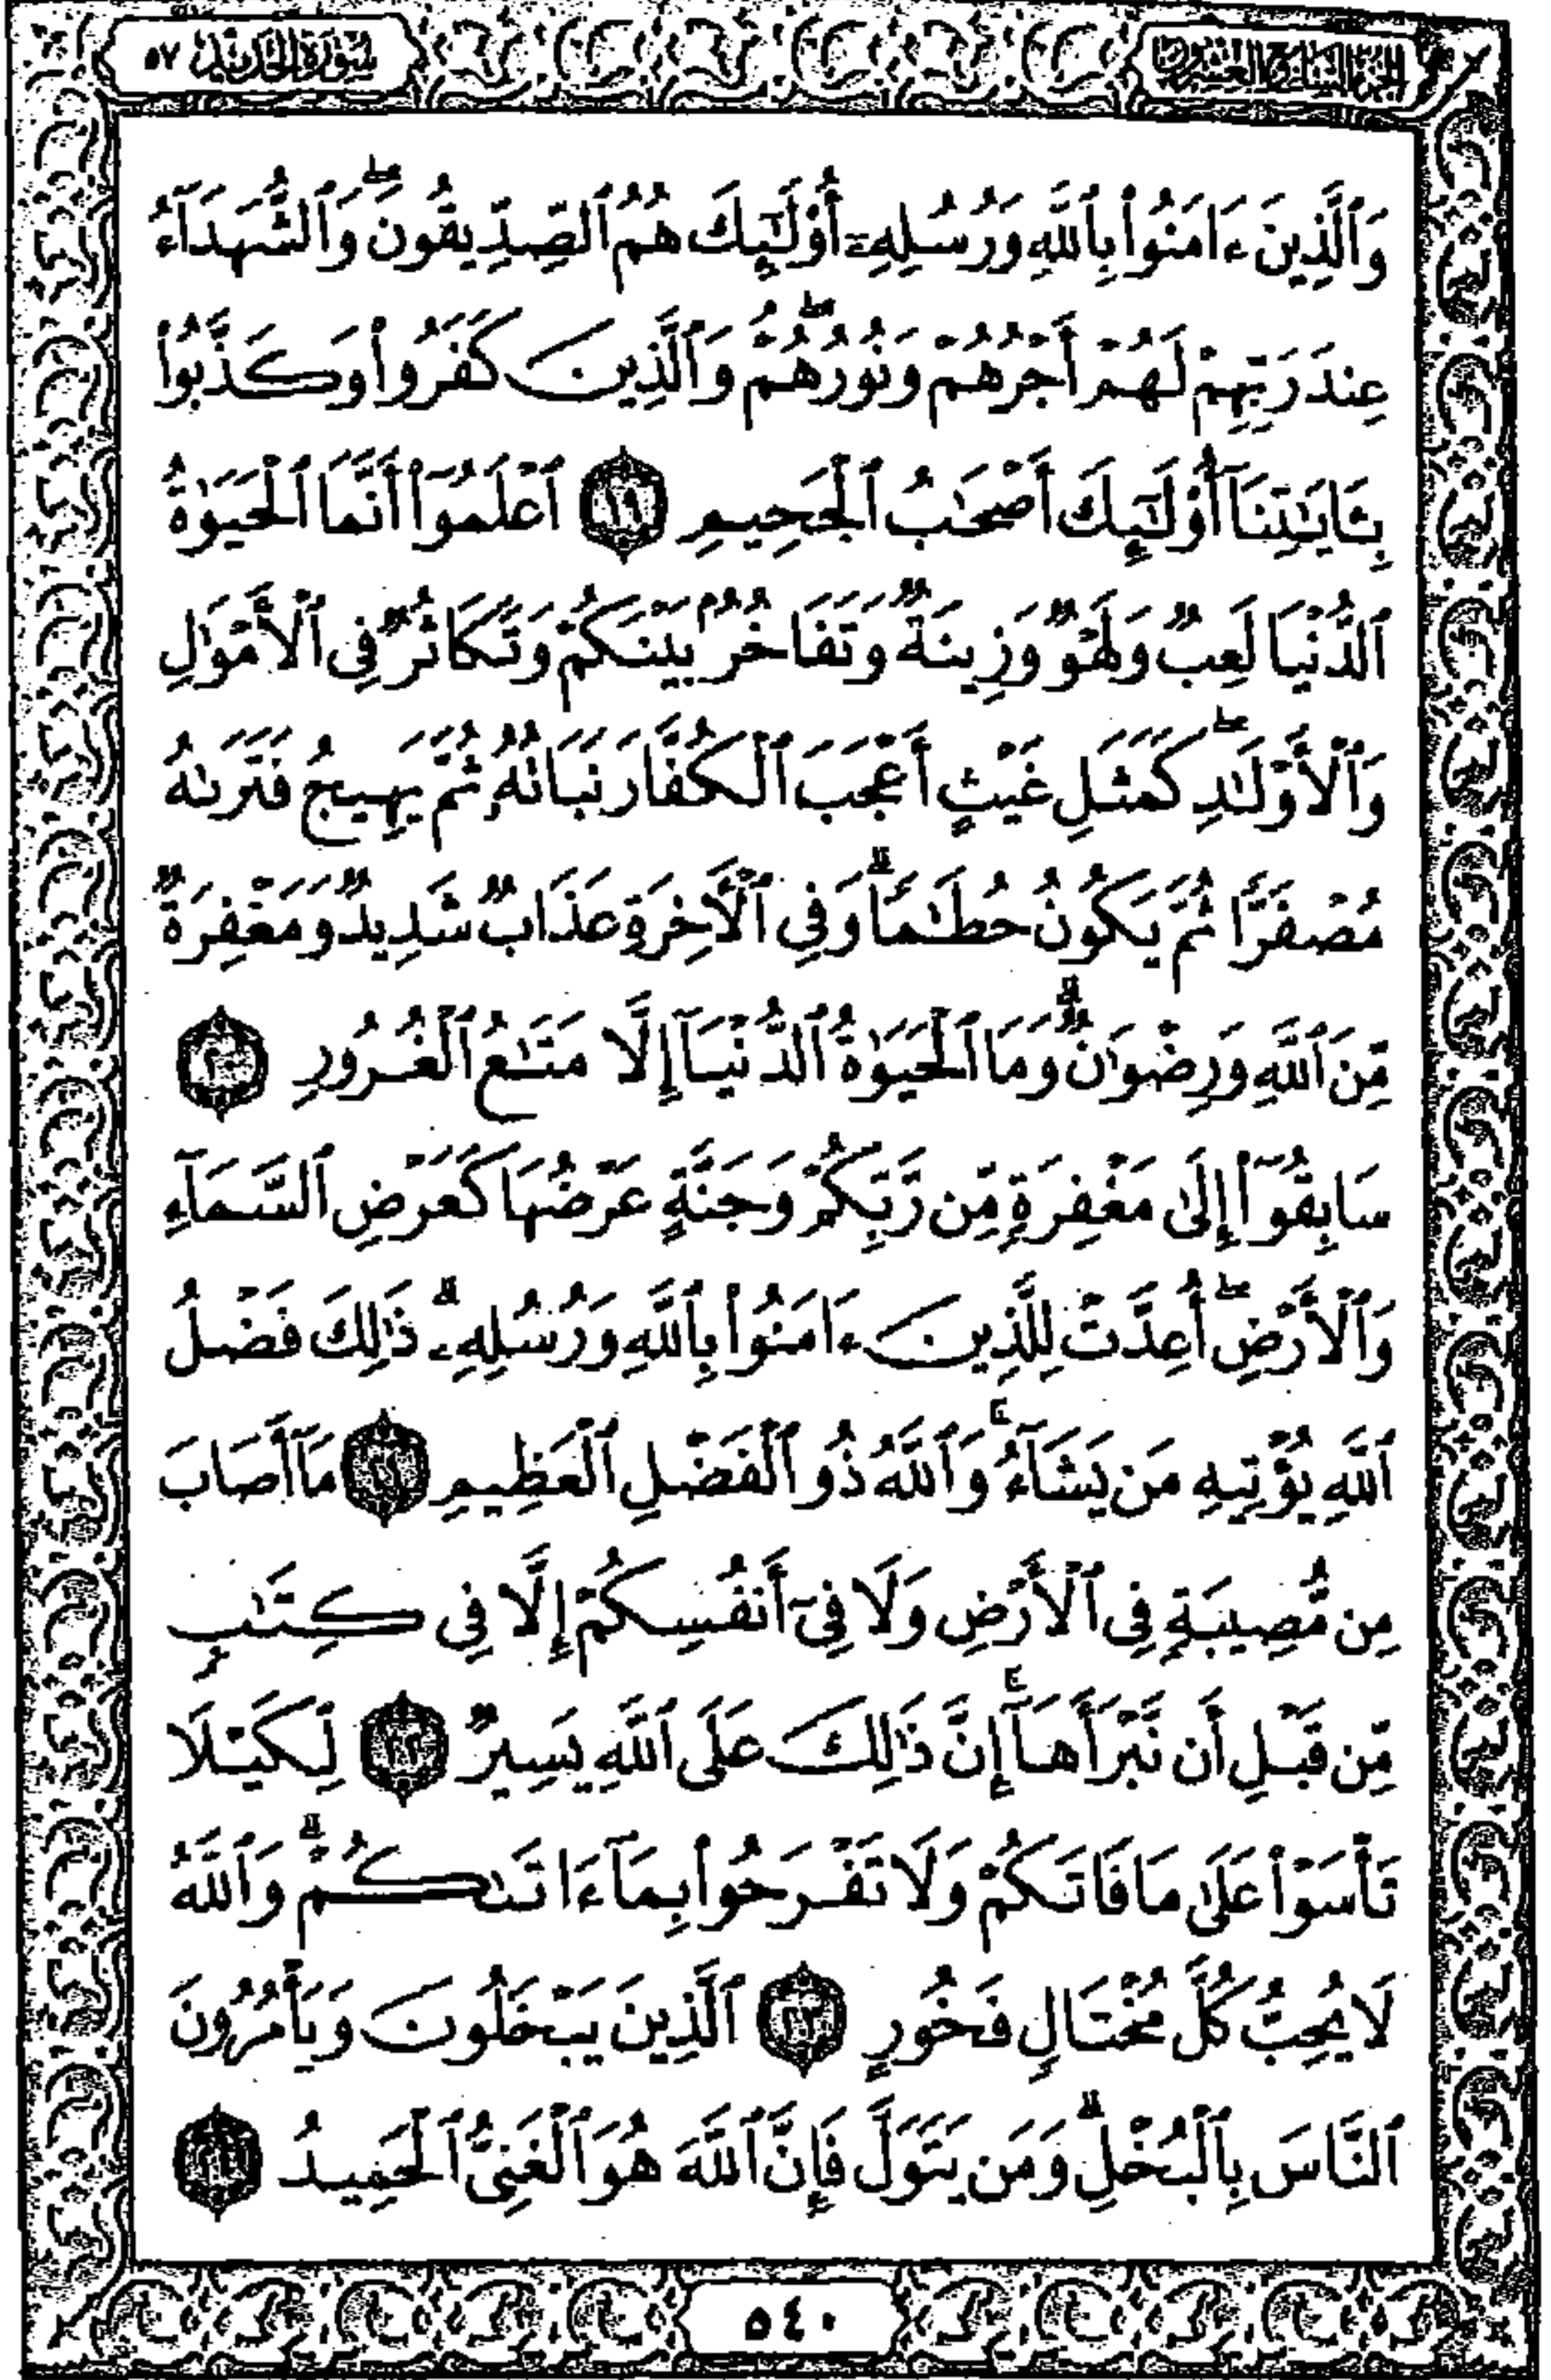 الجزء السابع والعشرون
سورة الحديد ٥٧
وَٱلَّذِينَ ءَامَنُوا۟ بِٱللَّهِ وَرُسُلِهِۦٓ أُو۟لَٰٓئِكَ هُمُ ٱلصِّدِّيقُونَ ۖ وَٱلشُّهَدَآءُ
عِندَ رَبِّهِمْ لَهُمْ أَجْرُهُمْ وَنُورُهُمْ ۖ وَٱلَّذِينَ كَفَرُوا۟ وَكَذَّبُوا۟
بِـَٔايَٰتِنَآ أُو۟لَٰٓئِكَ أَصْحَٰبُ ٱلْجَحِيمِ ١٩ ٱعْلَمُوٓا۟ أَنَّمَا ٱلْحَيَوٰةُ
ٱلدُّنْيَا لَعِبٌ وَلَهْوٌ وَزِينَةٌ وَتَفَاخُرٌۢ بَيْنَكُمْ وَتَكَاثُرٌ فِى ٱلْأَمْوَٰلِ
وَٱلْأَوْلَٰدِ ۖ كَمَثَلِ غَيْثٍ أَعْجَبَ ٱلْكُفَّارَ نَبَاتُهُۥ ثُمَّ يَهِيجُ فَتَرَىٰهُ
مُصْفَرًّا ثُمَّ يَكُونُ حُطَٰمًا ۖ وَفِى ٱلْأَخِرَةِ عَذَابٌ شَدِيدٌ وَمَغْفِرَةٌ
مِّنَ ٱللَّهِ وَرِضْوَٰنٌ ۚ وَمَا ٱلْحَيَوٰةُ ٱلدُّنْيَآ إِلَّا مَتَٰعُ ٱلْغُرُورِ ٢٠
سَابِقُوٓا۟ إِلَىٰ مَغْفِرَةٍ مِّن رَّبِّكُمْ وَجَنَّةٍ عَرْضُهَا كَعَرْضِ ٱلسَّمَآءِ
وَٱلْأَرْضِ ۖ أُعِدَّتْ لِلَّذِينَ ءَامَنُوا۟ بِٱللَّهِ وَرُسُلِهِۦ ۚ ذَٰلِكَ فَضْلُ
ٱللَّهِ يُؤْتِيهِ مَن يَشَآءُ ۚ وَٱللَّهُ ذُو ٱلْفَضْلِ ٱلْعَظِيمِ ٢١ مَآ أَصَابَ
مِن مُّصِيبَةٍ فِى ٱلْأَرْضِ وَلَا فِىٓ أَنفُسِكُمْ إِلَّا فِى كِتَٰبٍ
مِّن قَبْلِ أَن نَّبْرَأَهَآ ۚ إِنَّ ذَٰلِكَ عَلَى ٱللَّهِ يَسِيرٌ ٢٢ لِّكَيْلَا
تَأْسَوْا۟ عَلَىٰ مَا فَاتَكُمْ وَلَا تَفْرَحُوا۟ بِمَآ ءَاتَىٰكُمْ ۗ وَٱللَّهُ
لَا يُحِبُّ كُلَّ مُخْتَالٍ فَخُورٍ ٢٣ ٱلَّذِينَ يَبْخَلُونَ وَيَأْمُرُونَ
ٱلنَّاسَ بِٱلْبُخْلِ ۗ وَمَن يَتَوَلَّ فَإِنَّ ٱللَّهَ هُوَ ٱلْغَنِىُّ ٱلْحَمِيدُ ٢٤
٥٤٠